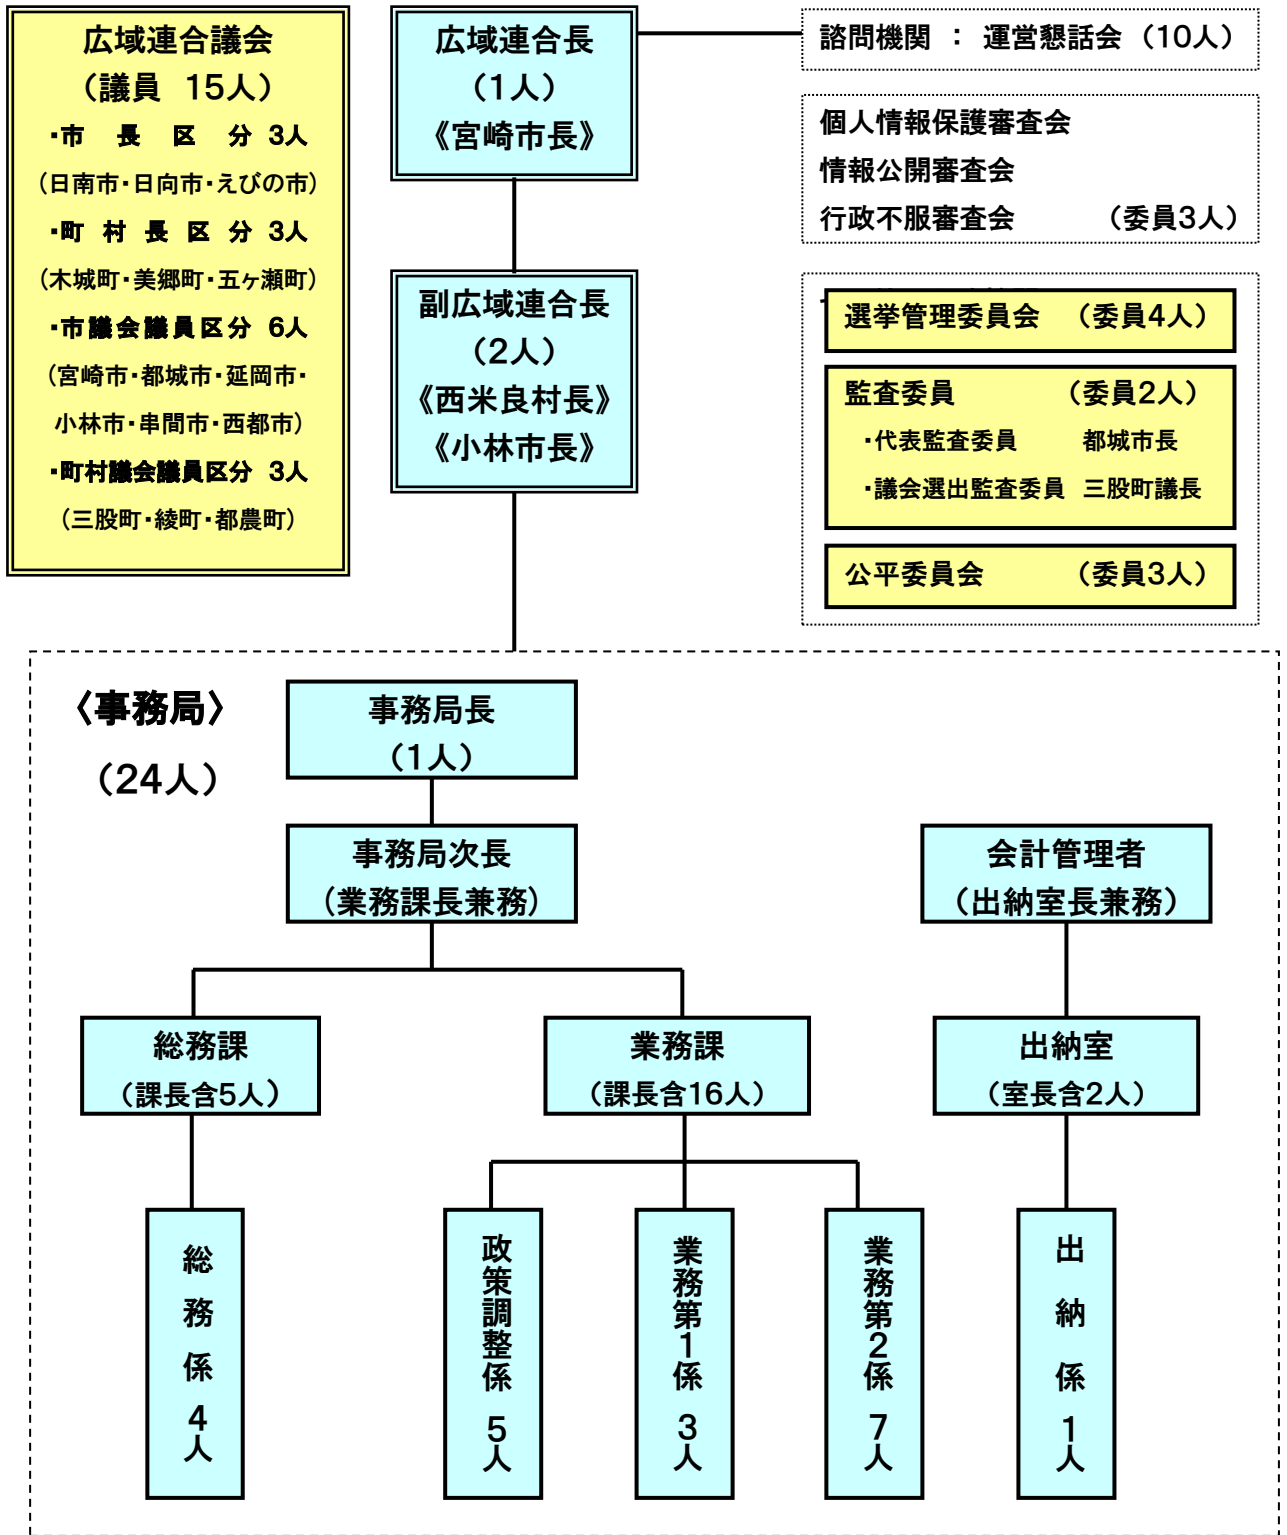 広域連合議会
（議員　15人）
・市　長　区　分　3人
（日南市・日向市・えびの市）
・町　村　長　区　分　3人
（木城町・美郷町・五ヶ瀬町）
・市議会議員区分　6人
（宮崎市・都城市・延岡市・
小林市・串間市・西都市）
・町村議会議員区分　3人
（三股町・綾町・都農町）
広域連合長
（1人）
《宮崎市長》
副広域連合長
（2人）
《西米良村長》
《小林市長》
諮問機関　：　運営懇話会　（10人）
個人情報保護審査会
情報公開審査会
行政不服審査会　（委員3人）
選挙管理委員会　（委員4人）
監査委員　（委員2人）
・代表監査委員　都城市長
・議会選出監査委員　三股町議長
公平委員会　（委員3人）
〈事務局〉
（24人）
事務局長
（1人）
事務局次長
（業務課長兼務）
会計管理者
（出納室長兼務）
総務課
（課長含5人）
業務課
（課長含16人）
出納室
（室長含2人）
総務係　4人
政策調整係　5人
業務第1係　3人
業務第2係　7人
出納係　1人